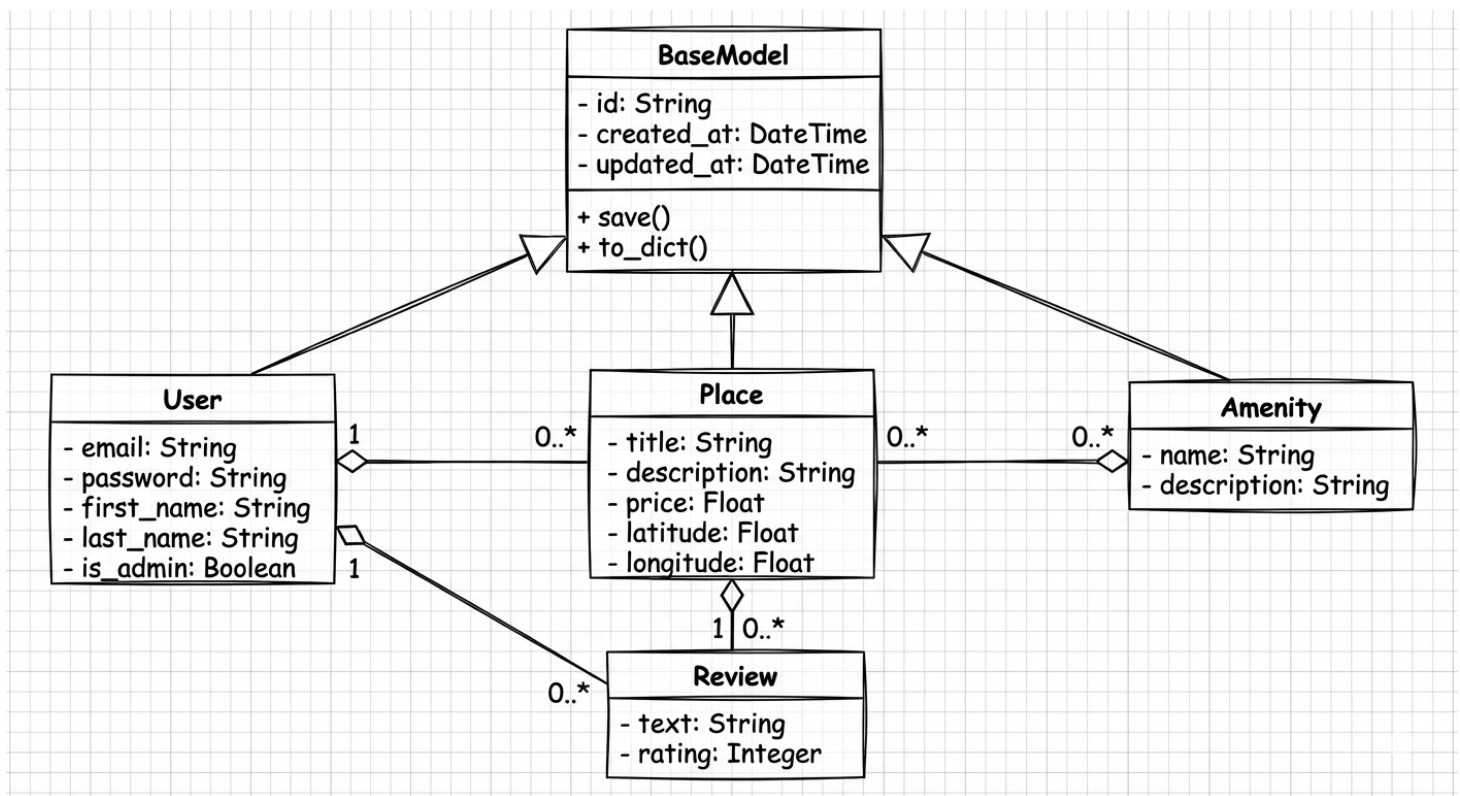 BaseModel
- id: String
- created_at: DateTime
- updated_at: DateTime
+ save()
+ to_dict()
User
- email: String
- password: String
- first_name: String
- last_name: String
- is_admin: Boolean
1
0..*
Place
- title: String
- description: String
- price: Float
- latitude: Float
- longitude: Float
0..*
0..*
Amenity
- name: String
- description: String
1
0..*
1
0..*
Review
- text: String
- rating: Integer